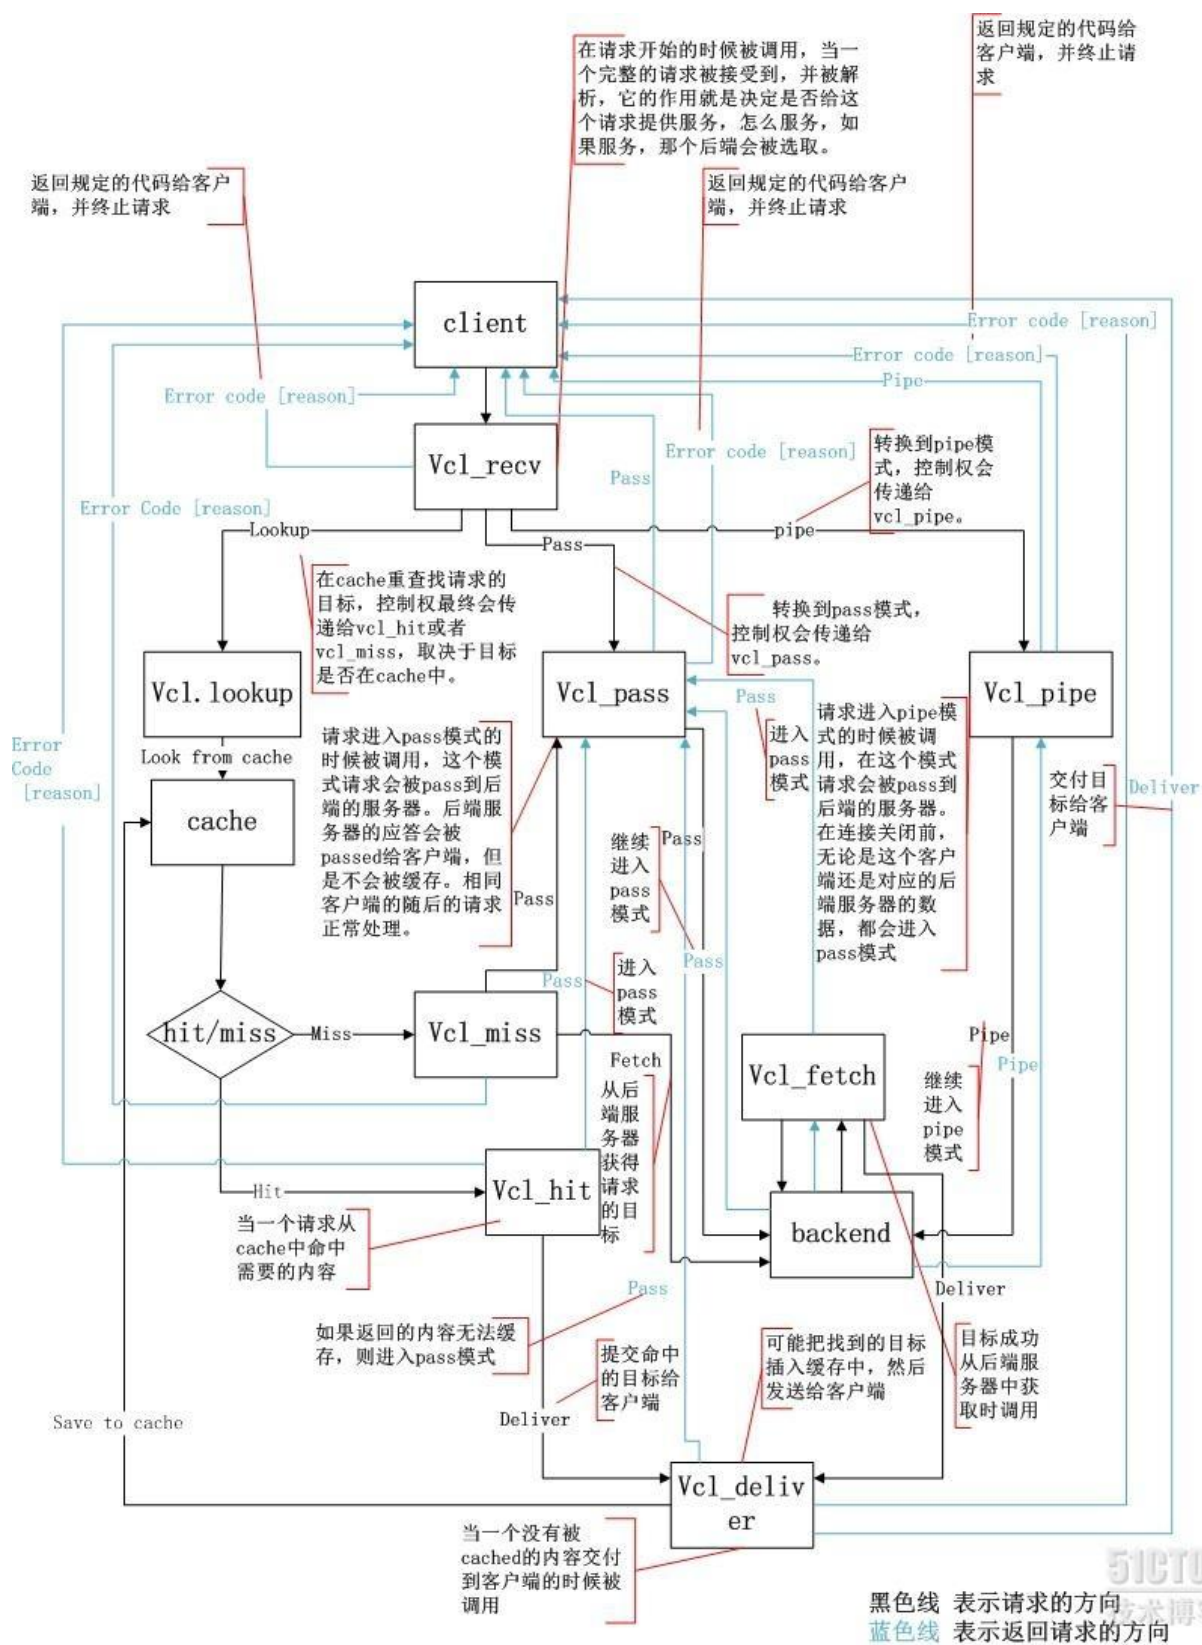 返回规定的代码给
客户端，并终止请
求
在请求开始的时候被调用，当一
个完整的请求被接受到，并被解
析，它的作用就是决定是否给这
个请求提供服务，怎么服务，如
果服务，那个后端会被选取。
返回规定的代码给客户
端，并终止请求
返回规定的代码给客户
端，并终止请求
client
Error code [reason]
Error code [reason]
Pipe
Error code [reason]
Vcl_recv
Error code [reason]
转换到pipe模
式，控制权会
传递给
vcl_pipe。
Pass
Error Code [reason]
Lookup
Pass
pipe
在cache重查找请求的
目标，控制权最终会传
递给vcl_hit或者
vcl_miss，取决于目标
是否在cache中。
转换到pass模式，
控制权会传递给
vcl_pass。
Vcl.lookup
Vcl_pass
Vcl_pipe
Pass
Look from cache
Error
Code
[reason]
请求进入pass模式的
时候被调用，这个模
式请求会被pass到后
端的服务器。后端服
务器的应答会被
passed给客户端，但
是不会被缓存。相同
客户端的随后的请求
正常处理。
进入
pass
模式
请求进入pipe模
式的时候被调
用，在这个模式
请求会被pass到
后端的服务器。
在连接关闭前，
无论是这个客户
端还是对应的后
端服务器的数
据，都会进入
pass模式
交付目
标给客
户端
Deliver
cache
继续
进入
pass
模式
Pass
Pass
Pass
Pass
进入
pass
模式
hit/miss
Miss
Vcl_miss
Fetch
从后
端服
务器
获得
请求
的目
标
Vcl_fetch
Pipe
Pipe
继续
进入
pipe
模式
Hit
Vcl_hit
当一个请求从
cache中命中
需要的内容
backend
Pass
Deliver
如果返回的内容无法缓
存，则进入pass模式
提交命中
的目标给
客户端
可能把找到的目标
插入缓存中，然后
发送给客户端
目标成功
从后端服
务器中获
取时调用
Save to cache
Deliver
Vcl_deliv
er
当一个没有被
cached的内容交付
到客户端的时候被
调用
黑色线 表示请求的方向
蓝色线 表示返回请求的方向